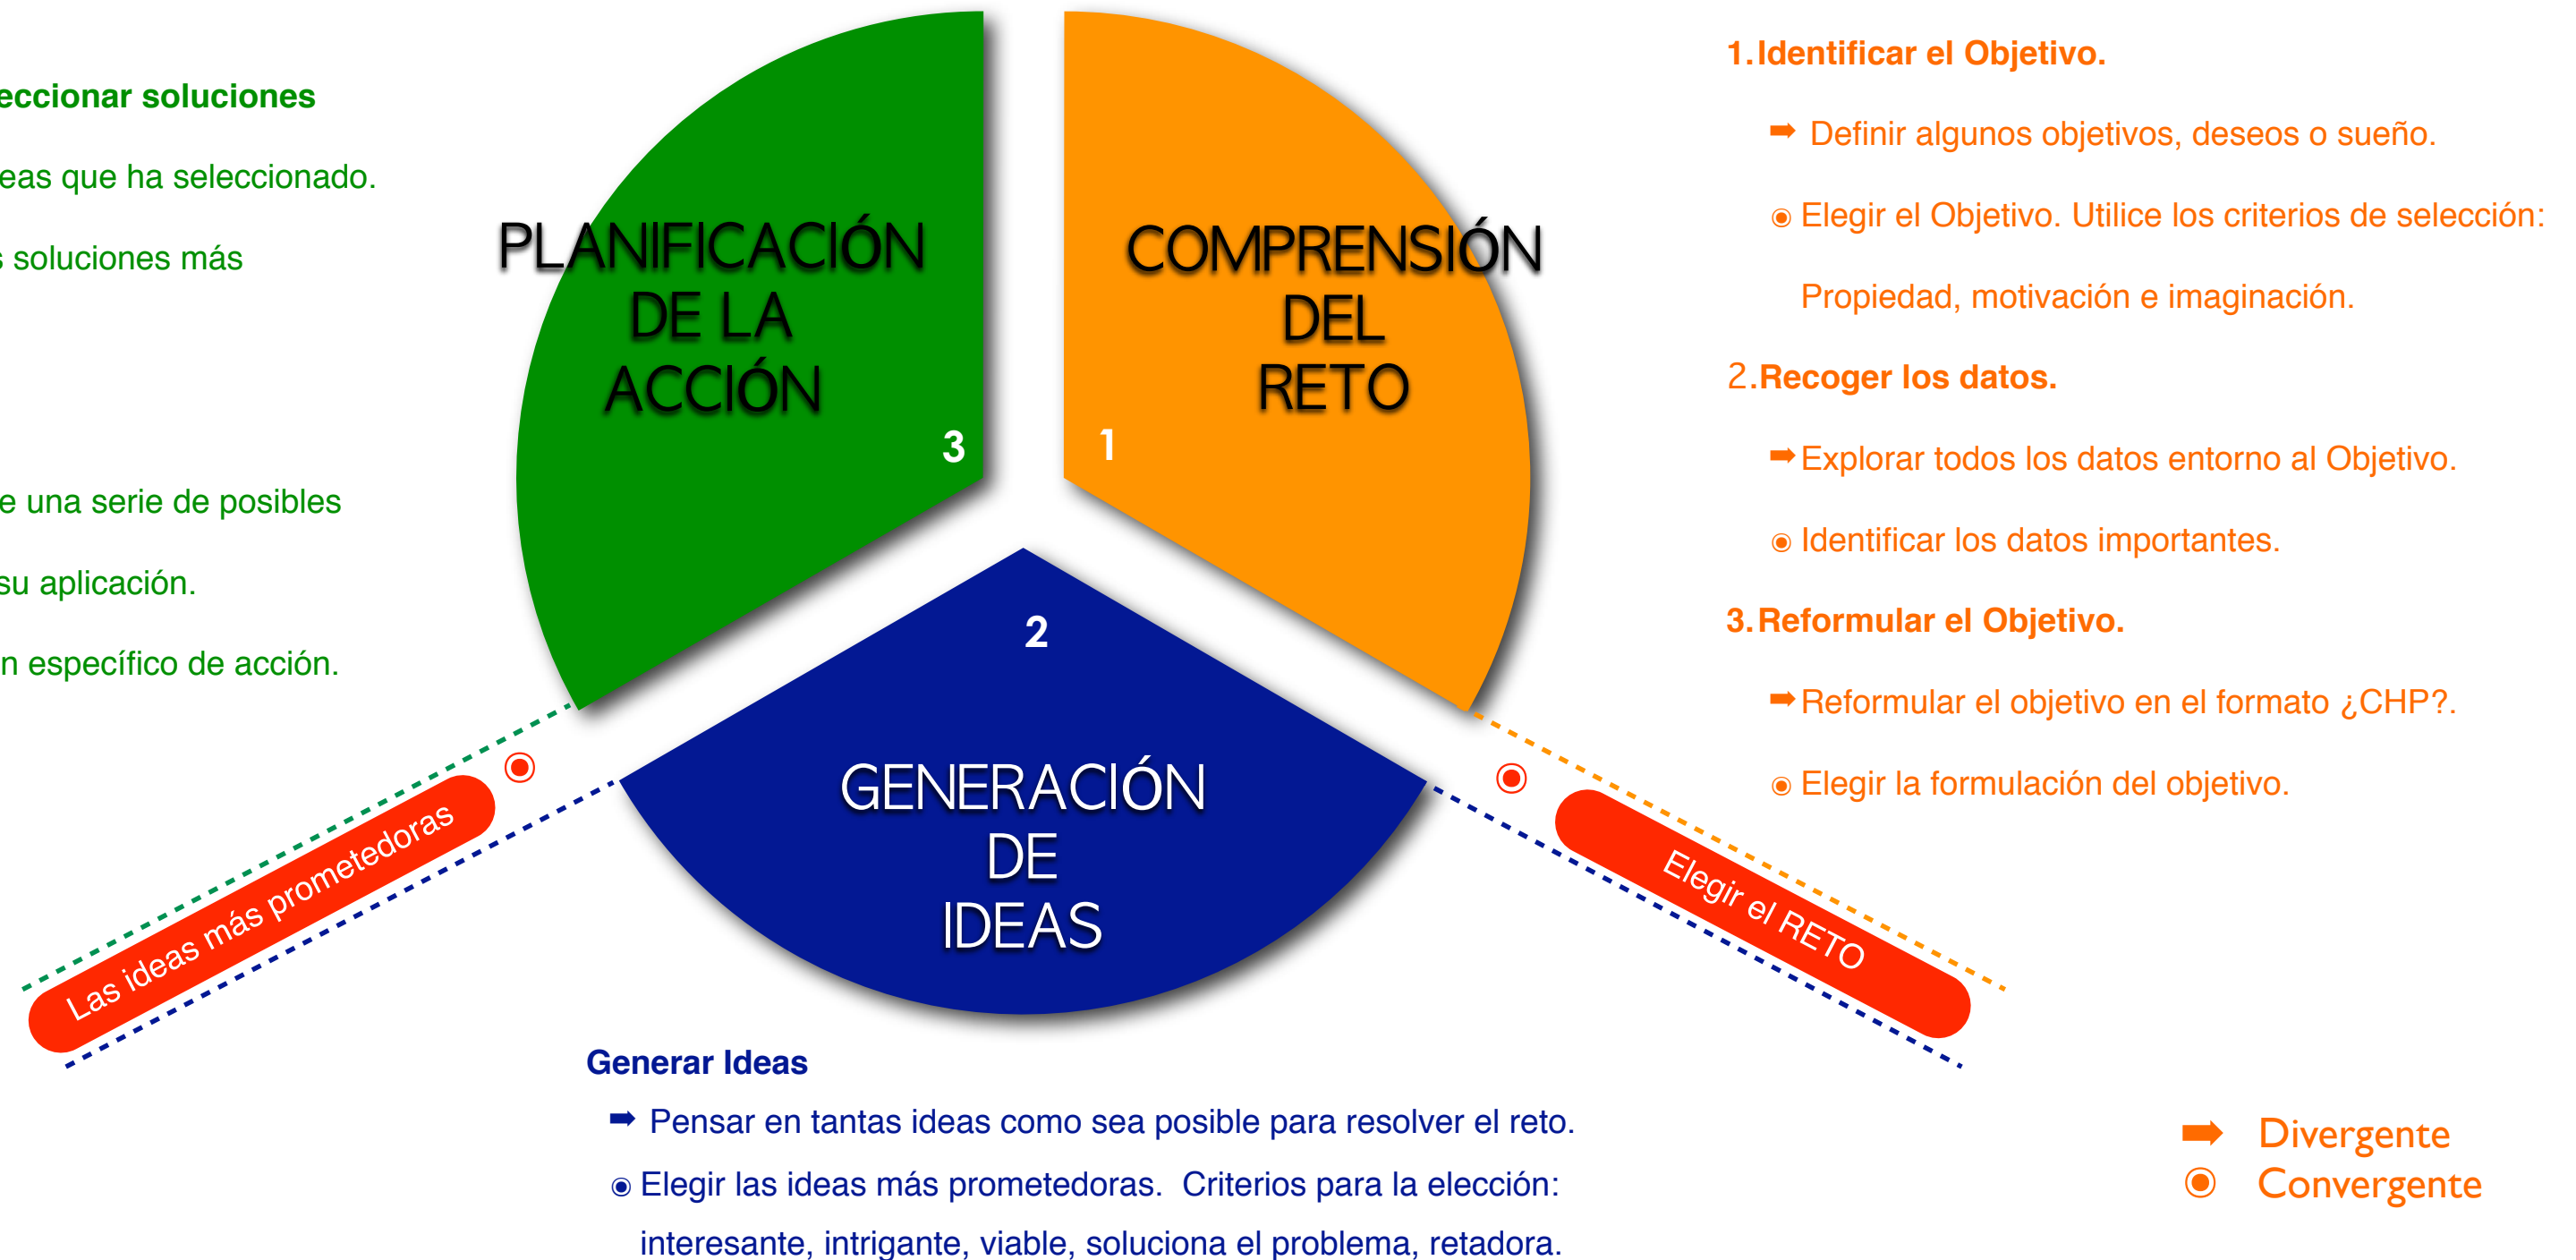 eccionar soluciones
eas que ha seleccionado.
s soluciones más
e una serie de posibles
su aplicación.
n específico de acción.
PLANIFICACIÓN
DE LA
ACCIÓN
3
COMPRENSIÓN
DEL
RETO
1
1.Identificar el Objetivo.
➡ Definir algunos objetivos, deseos o sueño.
◉ Elegir el Objetivo. Utilice los criterios de selección:
Propiedad, motivación e imaginación.
2.Recoger los datos.
➡ Explorar todos los datos entorno al Objetivo.
◉ Identificar los datos importantes.
3.Reformular el Objetivo.
➡ Reformular el objetivo en el formato ¿CHP?.
◉ Elegir la formulación del objetivo.
2
GENERACIÓN
DE
IDEAS
Las ideas más prometedoras
Elegir el RETO
Generar Ideas
➡ Pensar en tantas ideas como sea posible para resolver el reto.
◉ Elegir las ideas más prometedoras. Criterios para la elección:
interesante, intrigante, viable, soluciona el problema, retadora.
➡ Divergente
◉ Convergente